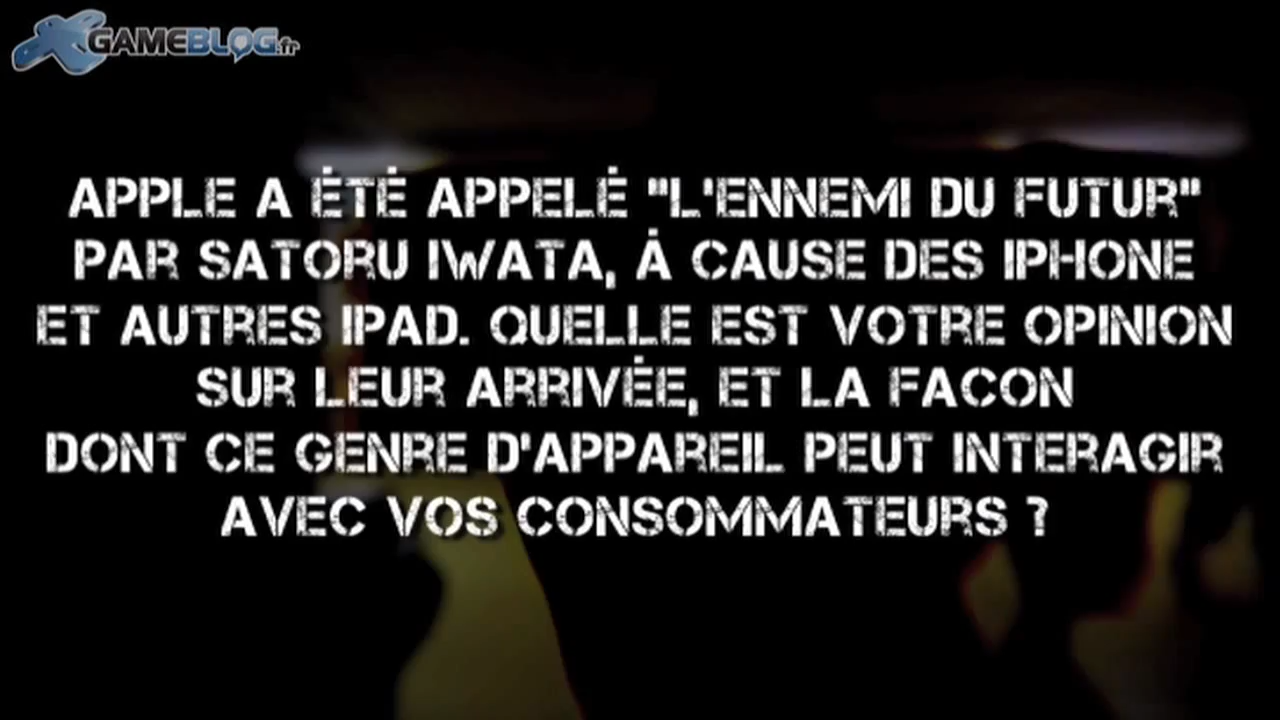 GAMEBLOG.fr
APPLE A ÉTÉ APPELÉ "L'ENNEMI DU FUTUR"
PAR SATORU IWATA, À CAUSE DES IPHONE
ET AUTRES IPAD. QUELLE EST VOTRE OPINION
SUR LEUR ARRIVÉE, ET LA FACON
DONT CE GENRE D'APPAREIL PEUT INTERAGIR
AVEC VOS CONSOMMATEURS ?